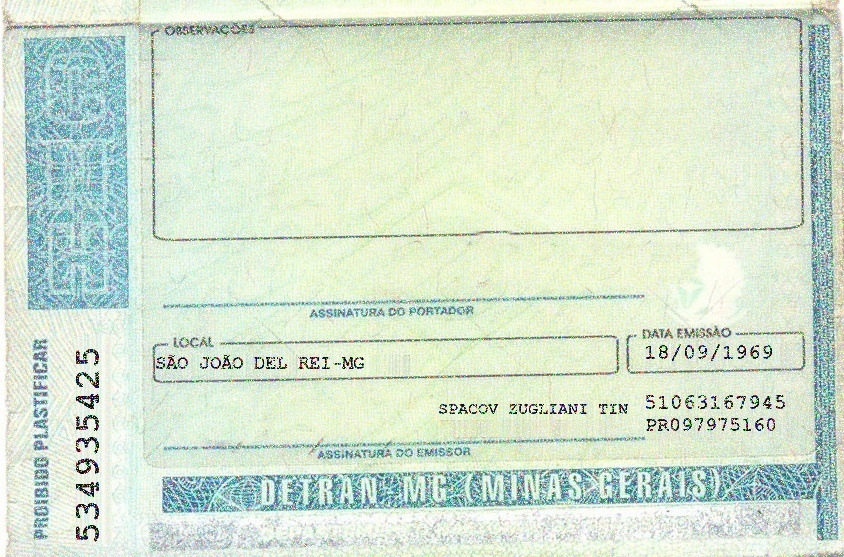 OBSERVAÇÕES
ASSINATURA DO PORTADOR
LOCAL
SÃO JOÃO DEL REI-MG
DATA EMISSÃO
18/09/1969
SPACOV ZUGLIANI TIN 51063167945
PR097975160
ASSINATURA DO EMISSOR
DETRAN-MG (MINAS GERAIS)
PROIBIDO PLASTIFICAR
534935425